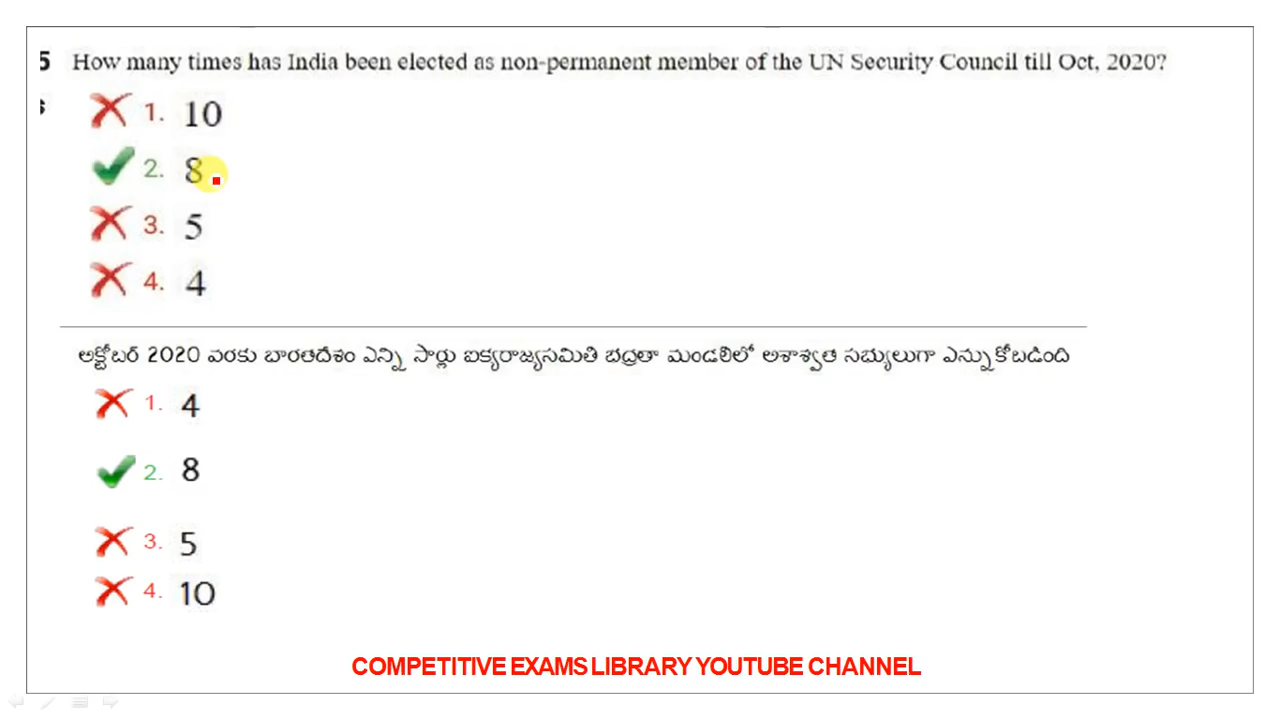 5 How many times has India been elected as non-permanent member of the UN Security Council till Oct, 2020?
1. 10
2. 8
3. 5
4. 4
అక్టోబర్ 2020 వరకు బారతదేశం ఎన్ని సార్లు ఐక్యరాజ్యసమితి భద్రతా మండలిలో అశాశ్వత సబ్యులుగా ఎన్నుకోబడింది
1. 4
2. 8
3. 5
4. 10
COMPETITIVE EXAMS LIBRARY YOUTUBE CHANNEL